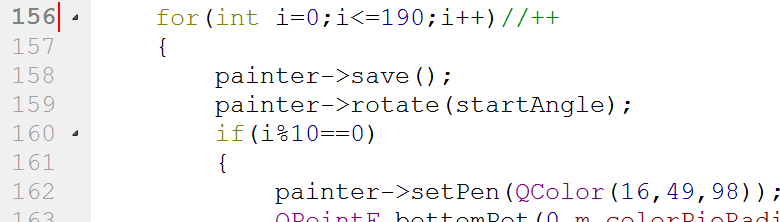 156 for(int i=0;i<=190;i++)//++
157 {
158 painter->save();
159 painter->rotate(startAngle);
160 if(i%10==0)
161 {
162 painter->setPen(QColor(16,49,98));
163 QPointF bottomPot(0,m_colorPieRadi